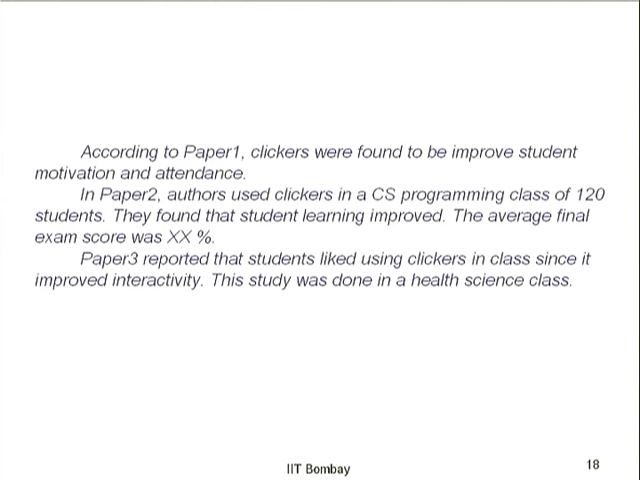 According to Paper1, clickers were found to be improve student
motivation and attendance.
In Paper2, authors used clickers in a CS programming class of 120
students. They found that student learning improved. The average final
exam score was XX %.
Paper3 reported that students liked using clickers in class since it
improved interactivity. This study was done in a health science class.
IIT Bombay
18